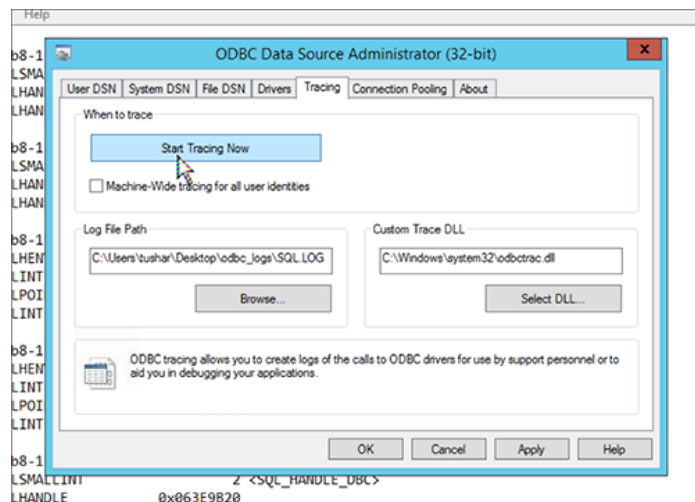 Help
ODBC Data Source Administrator (32-bit)
x
User DSN System DSN File DSN Drivers Tracing Connection Pooling About
When to trace
Start Tracing Now
Machine-Wide tracing for all user identities
Log File Path
C:\Users\tushar\Desktop\odbc_logs\SQL.LOG
Browse...
Custom Trace DLL
C:\Windows\system32\odbctrac.dll
Select DLL...
ODBC tracing allows you to create logs of the calls to ODBC drivers for use by support personnel or to
aid you in debugging your applications.
OK Cancel Apply Help
b8-1
LSMA
LHAN
LHAN
b8-1
LSMA
LHAN
LHAN
b8-1
LHEN
LINT
LPOI
LINT
b8-1
LHEN
LINT
LPOI
LINT
b8-1
LSMALLINT 2 <SQL_HANDLE_DBC>
LHANDLE 0x063E9B20